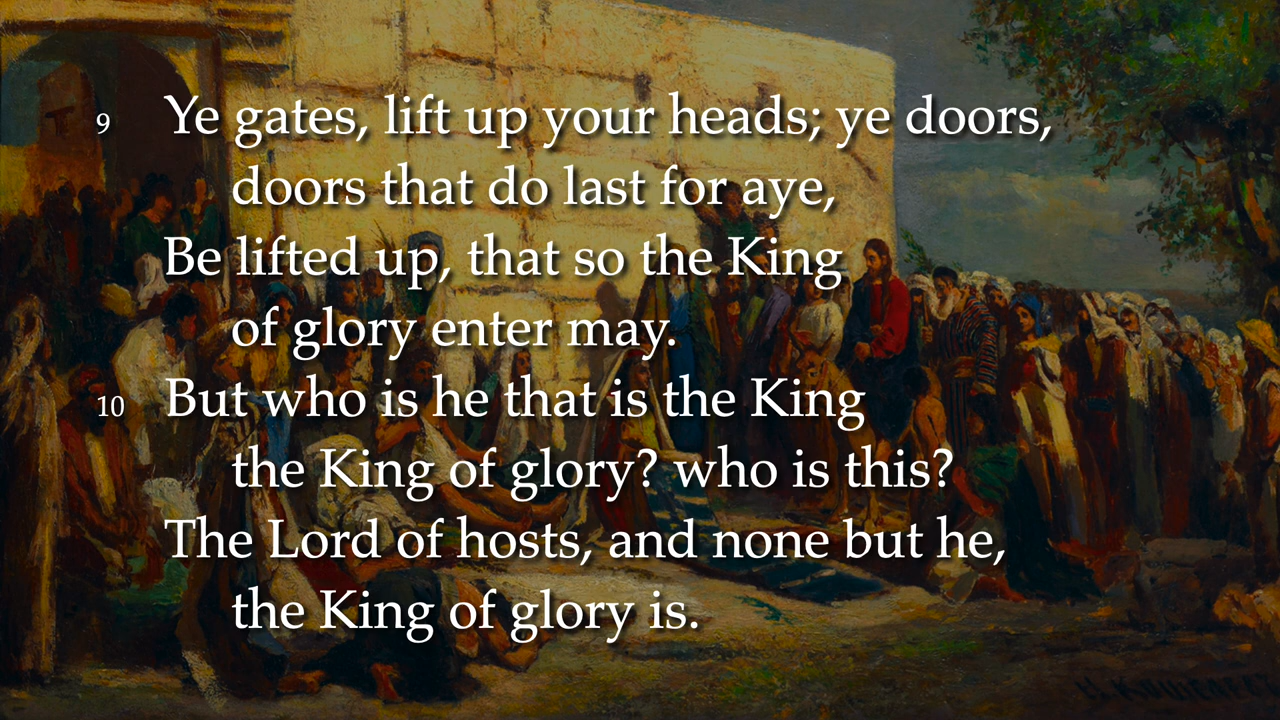 9 Ye gates, lift up your heads; ye doors,
doors that do last for aye,
Be lifted up, that so the King
of glory enter may.
10 But who is he that is the King
the King of glory? who is this?
The Lord of hosts, and none but he,
the King of glory is.